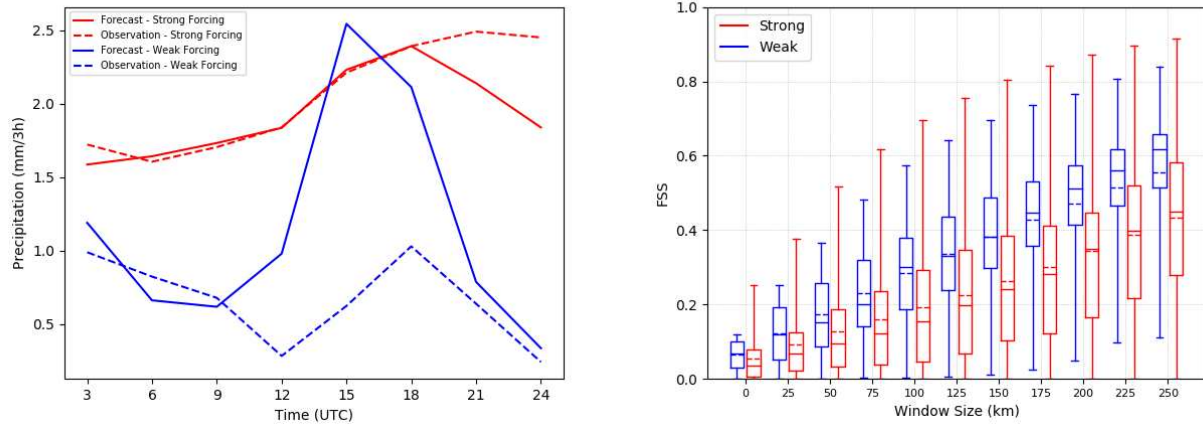 Forecast - Strong Forcing
Observation - Strong Forcing
Forecast - Weak Forcing
Observation - Weak Forcing
Precipitation (mm/3h)
2.5
2.0
1.5
1.0
0.5
3 6 9 12 15 18 21 24
Time (UTC)
Strong
Weak
FSS
1.0
0.8
0.6
0.4
0.2
0.0
0 25 50 75 100 125 150 175 200 225 250
Window Size (km)